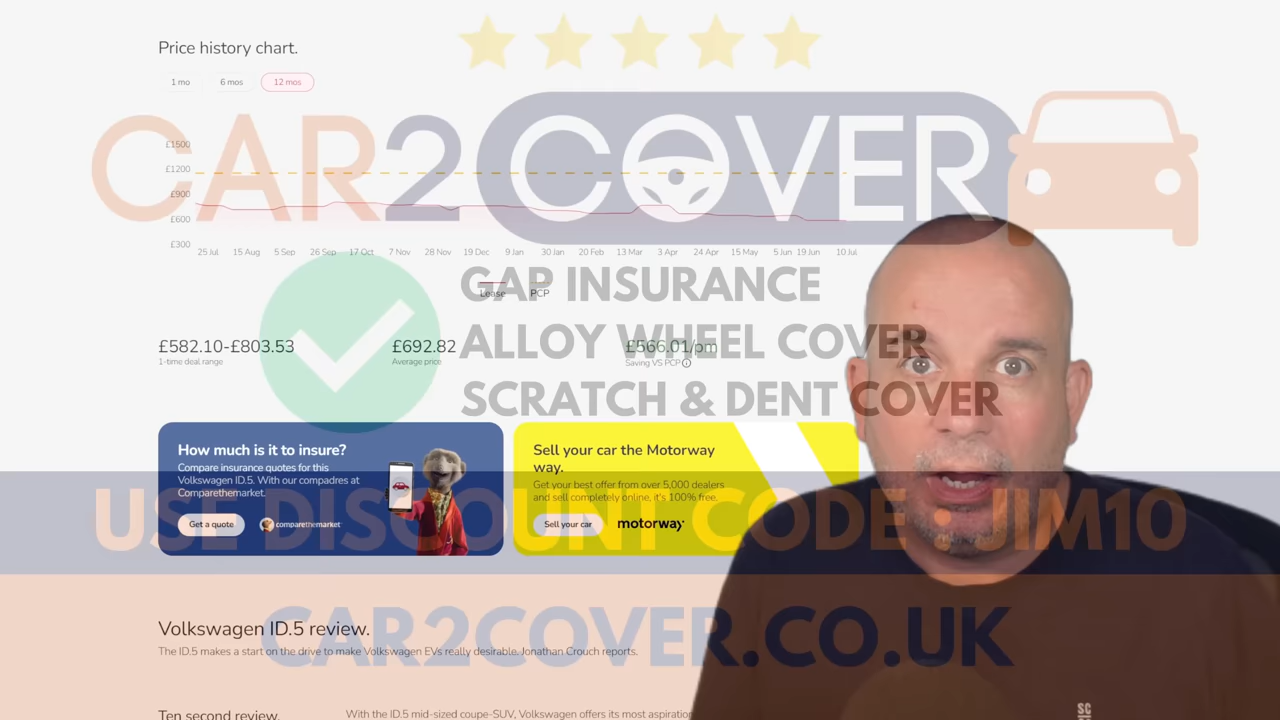 Price history chart.
1 mo
6 mos
12 mos
CAR2COVER
£1500
£1200
£900
£600
£300
25 Jul
15 Aug
5 Sep
26 Sep
17 Oct
7 Nov
28 Nov
19 Dec
9 Jan
30 Jan
20 Feb
13 Mar
3 Apr
24 Apr
15 May
5 Jun
19 Jun
10 Jul
Lease
PCP
GAP INSURANCE
ALLOY WHEEL COVER
SCRATCH & DENT COVER
£582.10-£803.53
1-time deal range
£692.82
Average price
£566.01/pm
Saving VS PCP
How much is it to insure?
Compare insurance quotes for this
Volkswagen ID.5. With our compadres at
Comparethemarket.
Get a quote
comparethemarket
Sell your car the Motorway
way.
Get your best offer from over 5,000 dealers
and sell completely online, it's 100% free.
Sell your car
motorway
USE DISCOUNT CODE : JIM10
CAR2COVER.CO.UK
Volkswagen ID.5 review.
The ID.5 makes a start on the drive to make Volkswagen EVs really desirable. Jonathan Crouch reports.
Ten second review.
With the ID.5 mid-sized coupe-SUV, Volkswagen offers its most
SC